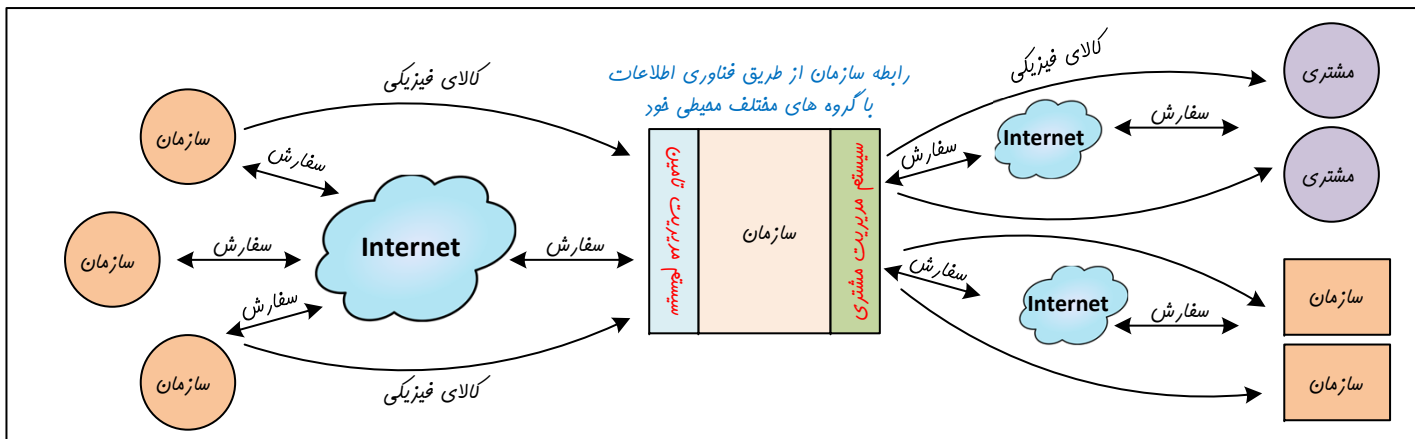 رابطه سازمان از طریق فناوری اطلاعات
با گروه های مختلف محیطی خود
کالای فیزیکی
سازمان
سفارش
سازمان
سفارش
Internet
سفارش
سفارش
سازمان
کالای فیزیکی
سیستم مدیریت تامین
سازمان
سیستم مدیریت مشتری
کالای فیزیکی
سفارش
Internet
سفارش
مشتری
مشتری
سفارش
Internet
سفارش
سازمان
سازمان